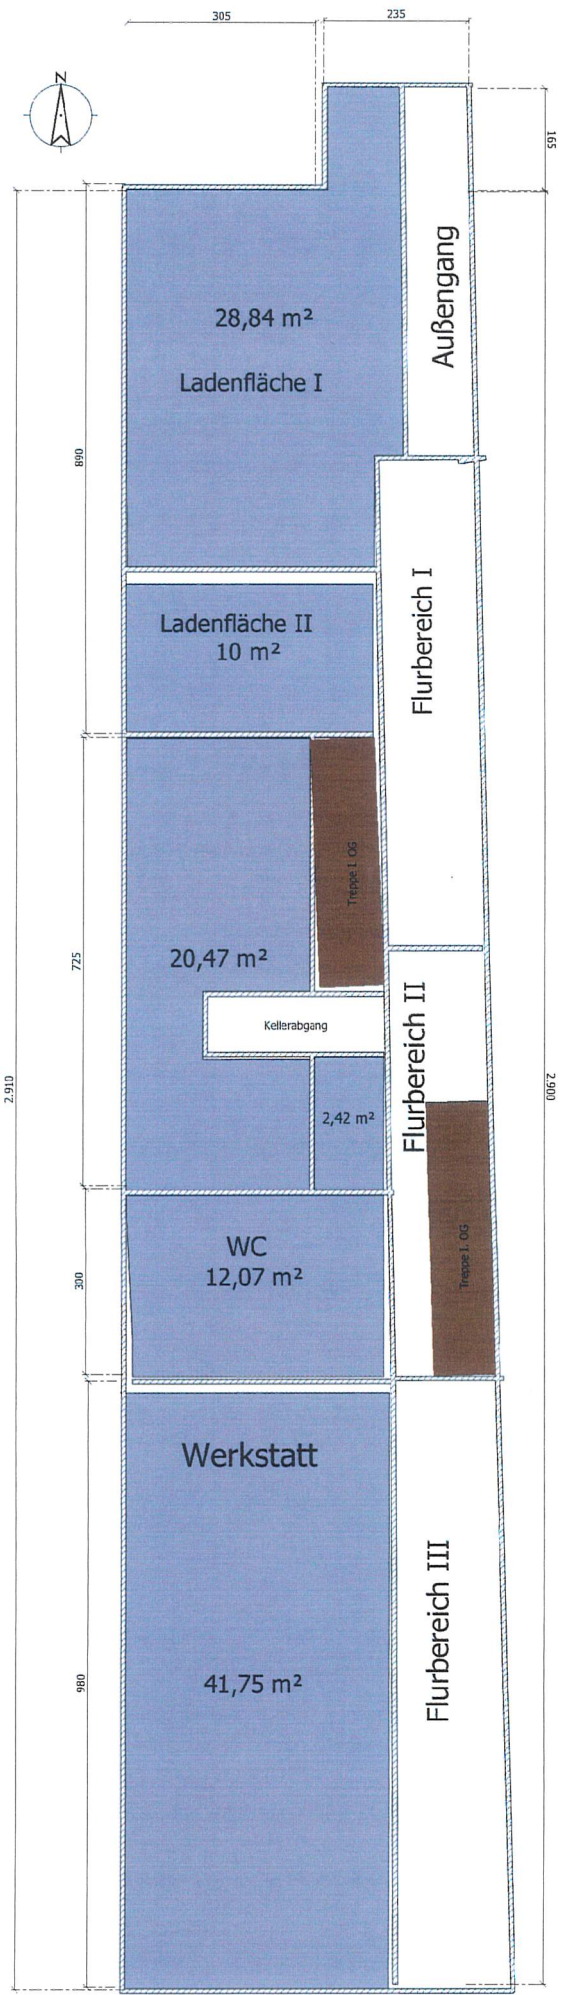 305
235
N
165
Außengang
28,84 m²
Ladenfläche I
890
Flurbereich I
Ladenfläche II
10 m²
Treppe I. OG
725
20,47 m²
Flurbereich II
Kellerabgang
2.910
2.900
2,42 m²
WC
12,07 m²
Treppe I. OG
300
Werkstatt
Flurbereich III
41,75 m²
980